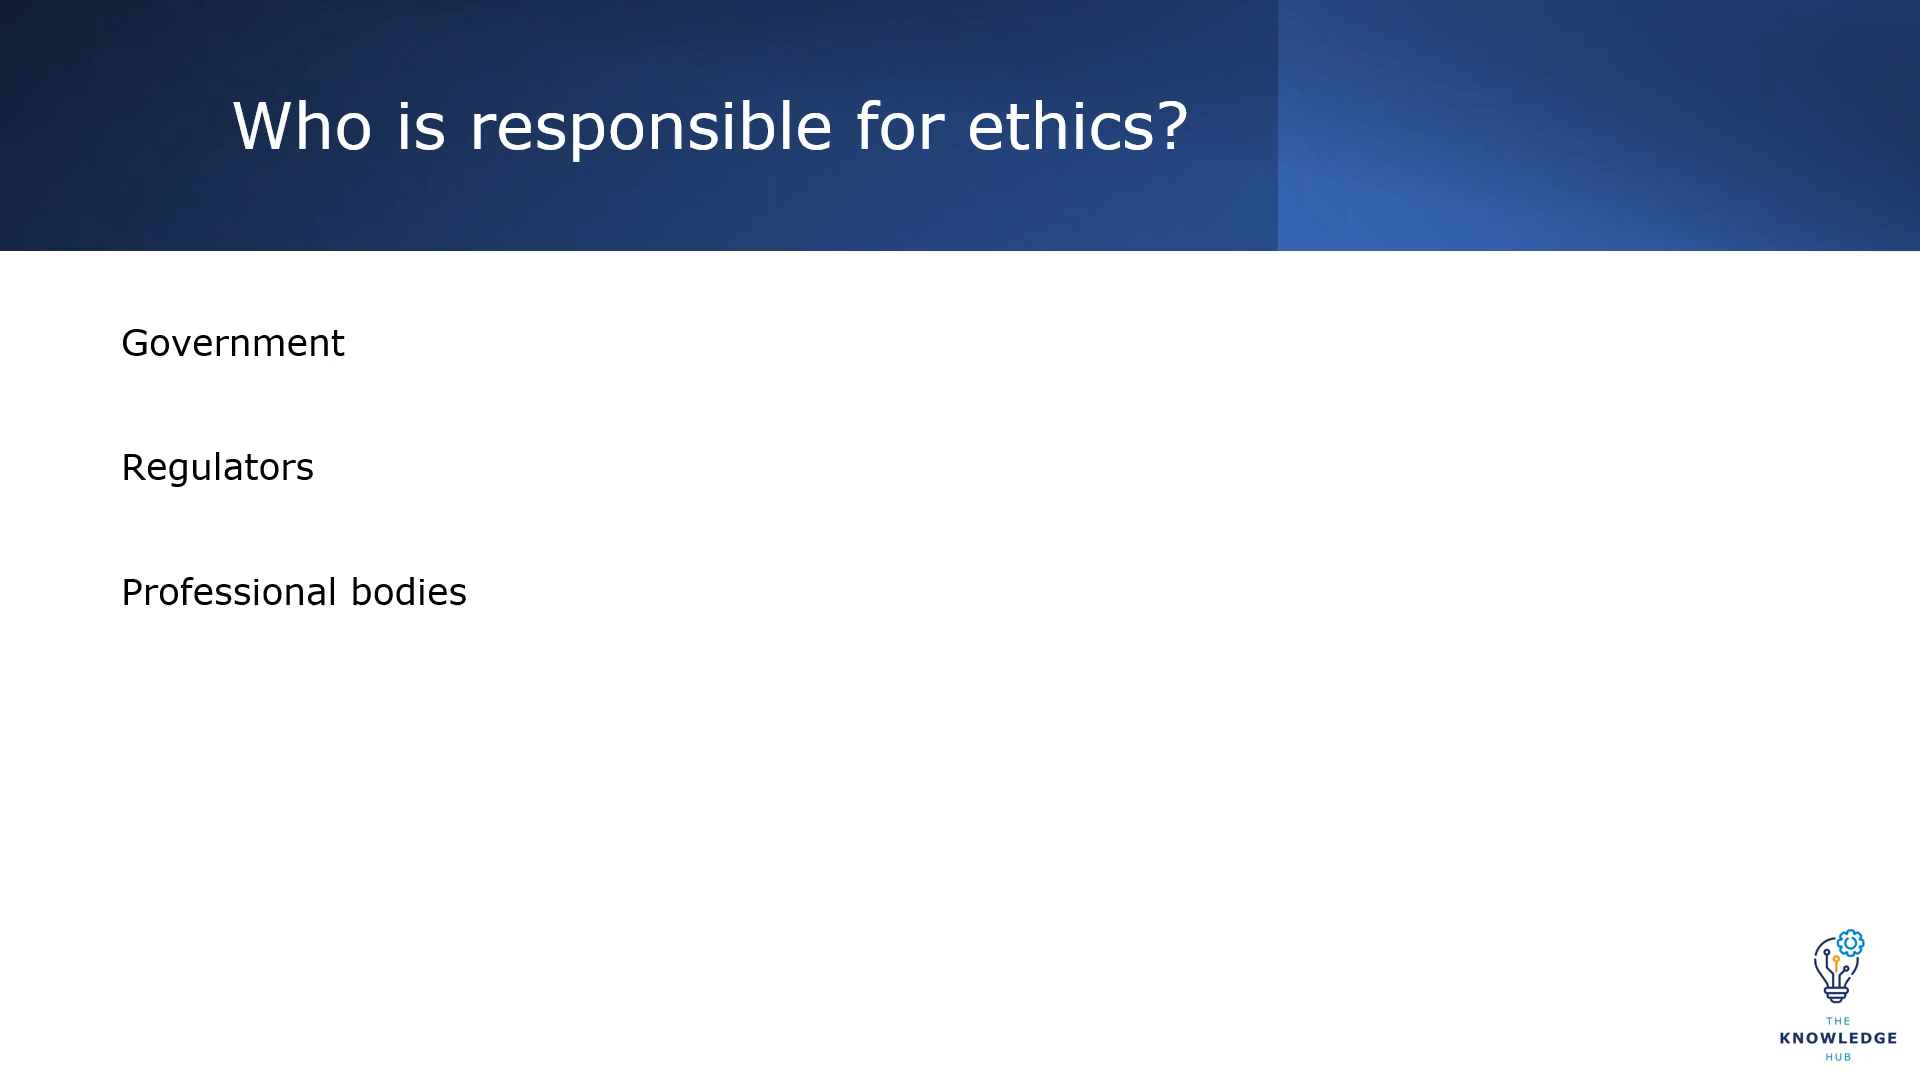 Who is responsible for ethics?
Government
Regulators
Professional bodies
THE
KNOWLEDGE
HUB